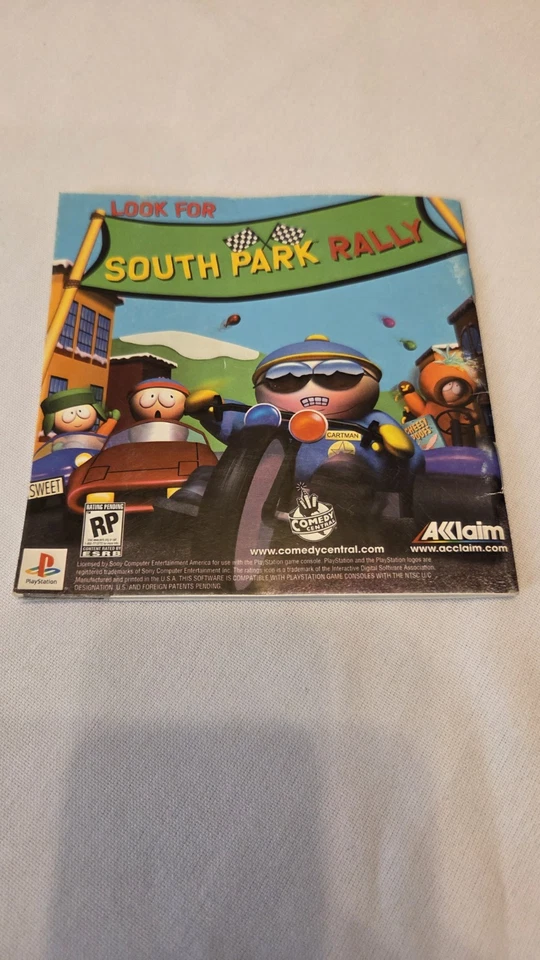 LOOK FOR
SOUTH PARK RALLY
CARTMAN
CHEESY POOFS
SWEET
RATING PENDING
RP
CONTENT RATED BY
ESRB
COMEDY
CENTRAL
www.comedycentral.com
AKKlaim
www.acclaim.com
PlayStation
Licensed by Sony Computer Entertainment America for use with the PlayStation game console. PlayStation and the PlayStation logos are
registered trademarks of Sony Computer Entertainment Inc. The ratings icon is a trademark of the Interactive Digital Software Association.
Manufactured and printed in the U.S.A. THIS SOFTWARE IS COMPATIBLE WITH PLAYSTATION GAME CONSOLES WITH THE NTSC U/C
DESIGNATION. U.S. AND FOREIGN PATENTS PENDING.